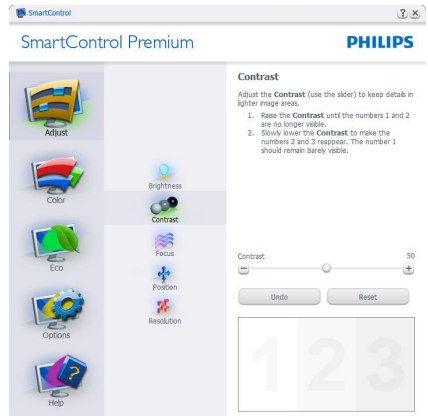 SmartControl
SmartControl Premium
PHILIPS
Adjust
Color
Eco
Options
Help
Brightness
Contrast
Focus
Position
Resolution
Contrast
Adjust the Contrast (use the slider) to keep details in
lighter image areas.
1. Raise the Contrast until the numbers 1 and 2
are no longer visible.
2. Slowly lower the Contrast to make the
numbers 2 and 3 reappear. The number 1
should remain barely visible.
Contrast 50
Undo Reset
1 2 3